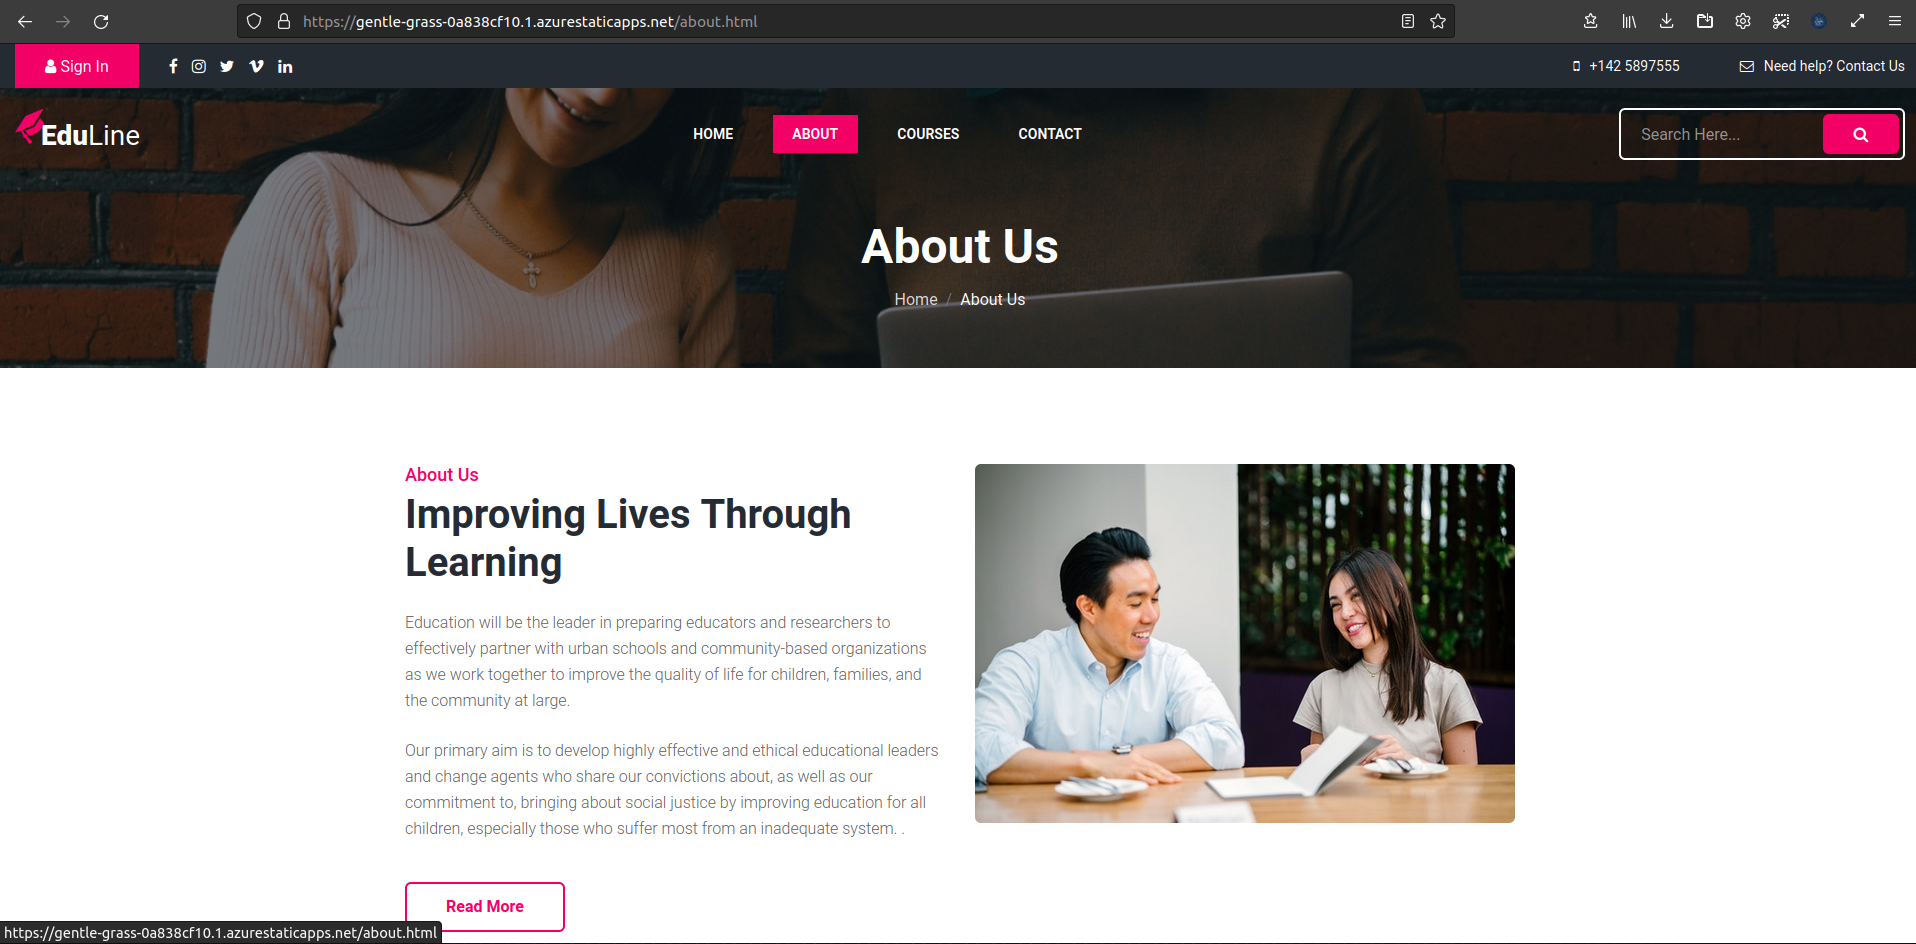 https://gentle-grass-0a838cf10.1.azurestaticapps.net/about.html
Sign In
+142 5897555
Need help? Contact Us
EduLine
HOME
ABOUT
COURSES
CONTACT
Search Here...
About Us
Home / About Us
About Us
Improving Lives Through
Learning
Education will be the leader in preparing educators and researchers to
effectively partner with urban schools and community-based organizations
as we work together to improve the quality of life for children, families, and
the community at large.
Our primary aim is to develop highly effective and ethical educational leaders
and change agents who share our convictions about, as well as our
commitment to, bringing about social justice by improving education for all
children, especially those who suffer most from an inadequate system. .
Read More
https://gentle-grass-0a838cf10.1.azurestaticapps.net/about.html